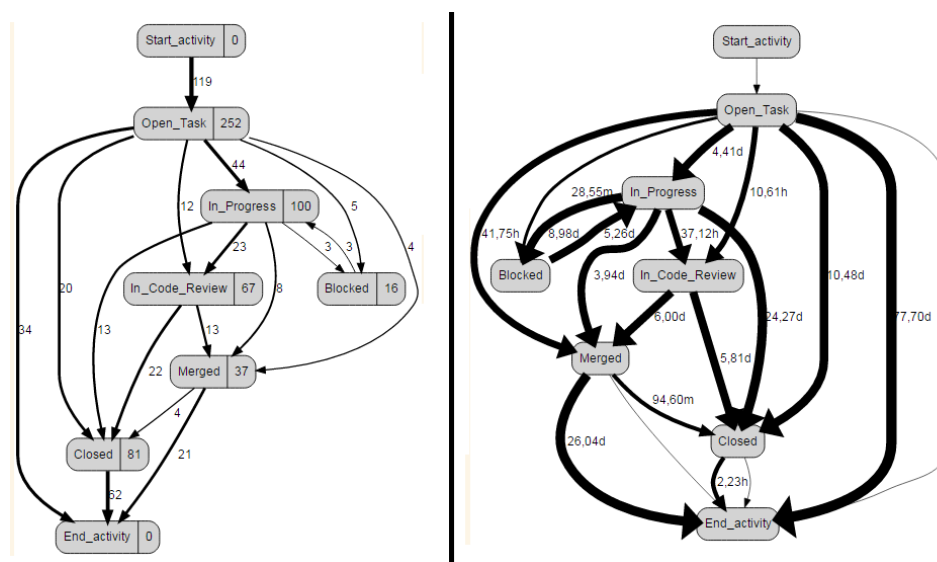 Start_activity 0
119
Open_Task 252
44
5
12
In_Progress 100
4
23
3
3
20
In_Code_Review 67
Blocked 16
8
34
13
13
22
Merged 37
4
Closed 81
21
62
End_activity 0
Start_activity
Open_Task
4,41d
28,55m
In_Progress
10,61h
41,75h
8,98d
5,26d
37,12h
Blocked
3,94d
In_Code_Review
10,48d
6,00d
24,27d
77,70d
Merged
5,81d
94,60m
26,04d
Closed
2,23h
End_activity